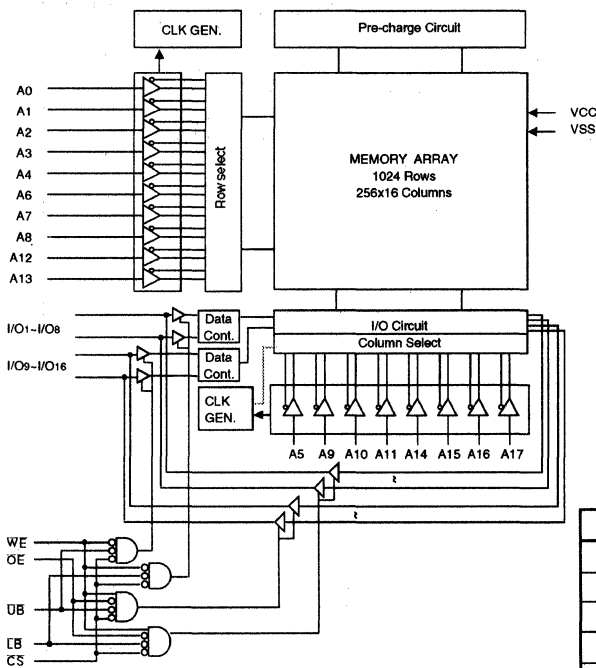 CLK GEN.
Pre-charge Circuit
A0
A1
A2
A3
A4
A6
A7
A8
A12
A13
Row select
MEMORY ARRAY
1024 Rows
256x16 Columns
VCC
VSS
I/O1~I/O8
I/O9~I/O16
Data
Cont.
Data
Cont.
I/O Circuit
Column Select
CLK
GEN.
A5 A9 A10 A11 A14 A15 A16 A17
WE
OE
UB
LB
CS